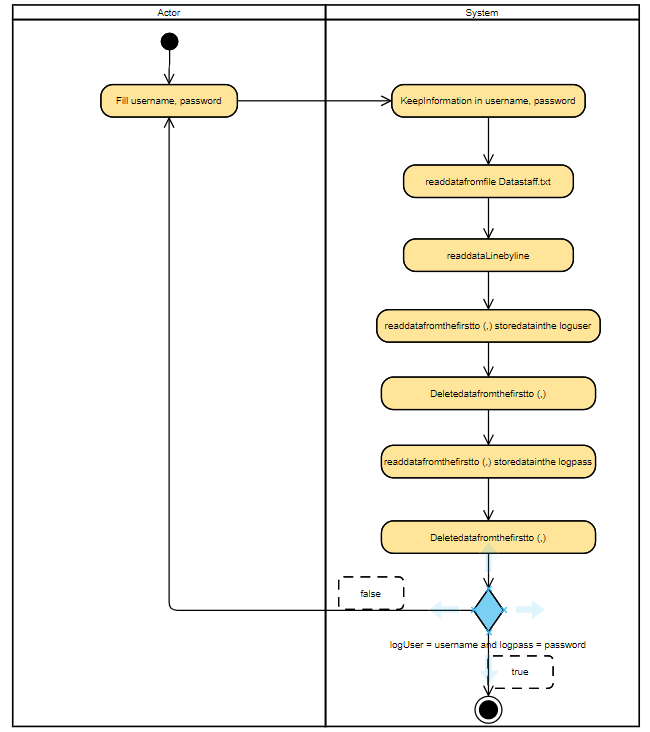 Actor
System
Fill username, password
KeepInformation in username, password
readdatafromfile Datastaff.txt
readdataLinebyline
readdatafromthefirstto (,) storedatainthe loguser
Deletedatafromthefirstto (,)
readdatafromthefirstto (,) storedatainthe logpass
Deletedatafromthefirstto (,)
false
logUser = username and logpass = password
true